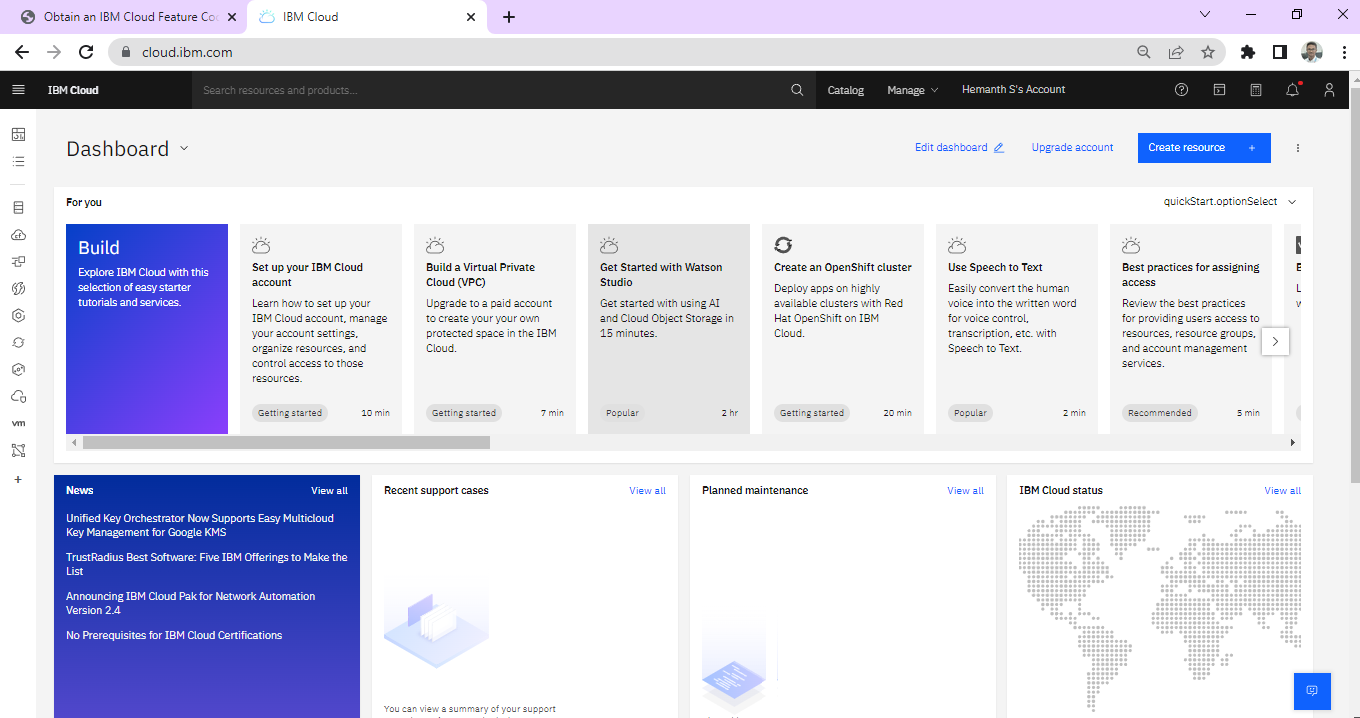 Obtain an IBM Cloud Feature Co
IBM Cloud
cloud.ibm.com
IBM Cloud
Search resources and products...
Catalog
Manage
Hemanth S's Account
Dashboard
Edit dashboard
Upgrade account
Create resource +
For you
quickStart.optionSelect
Build
Explore IBM Cloud with this
selection of easy starter
tutorials and services.
Set up your IBM Cloud
account
Learn how to set up your
IBM Cloud account, manage
your account settings,
organize resources, and
control access to those
resources.
Getting started
10 min
Build a Virtual Private
Cloud (VPC)
Upgrade to a paid account
to create your your own
protected space in the IBM
Cloud.
Getting started
7 min
Get Started with Watson
Studio
Get started with using AI
and Cloud Object Storage in
15 minutes.
Popular
2 hr
Create an OpenShift cluster
Deploy apps on highly
available clusters with Red
Hat OpenShift on IBM
Cloud.
Getting started
20 min
Use Speech to Text
Easily convert the human
voice into the written word
for voice control,
transcription, etc. with
Speech to Text.
Popular
2 min
Best practices for assigning
access
Review the best practices
for providing users access to
resources, resource groups,
and account management
services.
Recommended
5 min
vm
News
View all
Unified Key Orchestrator Now Supports Easy Multicloud
Key Management for Google KMS
TrustRadius Best Software: Five IBM Offerings to Make the
List
Announcing IBM Cloud Pak for Network Automation
Version 2.4
No Prerequisites for IBM Cloud Certifications
Recent support cases
View all
You can view a summary of your support
Planned maintenance
View all
IBM Cloud status
View all